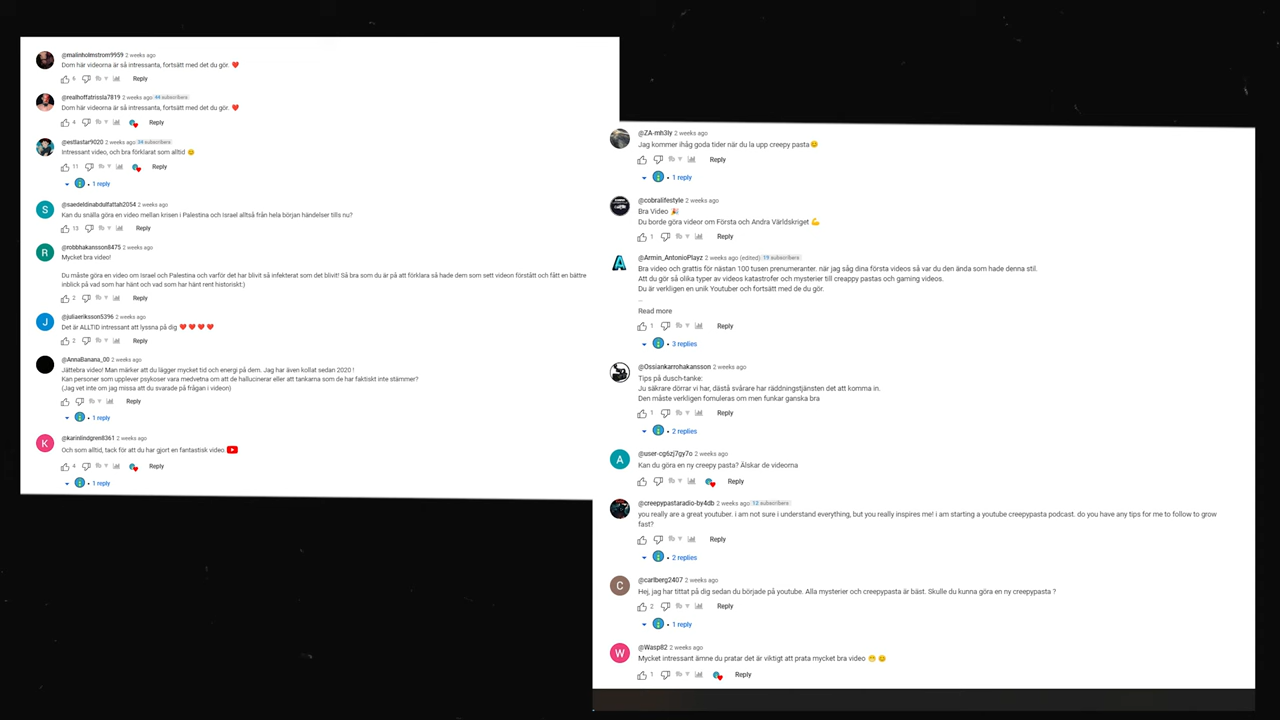 @malinholmstrom9959 2 weeks ago
Dom här videorna är så intressanta, fortsätt med det du gör. ❤️
6 Reply
@realhoffatrissla7819 2 weeks ago 44 subscribers
Dom här videorna är så intressanta, fortsätt med det du gör. ❤️
4 Reply
@estlastar9020 2 weeks ago 34 subscribers
Intressant video, och bra förklarat som alltid 😊
11 Reply
1 reply
S
@saedeldinabdulfattah2054 2 weeks ago
Kan du snälla göra en video mellan krisen i Palestina och Israel alltså från hela början händelser tills nu?
13 Reply
R
@robbhakansson8475 2 weeks ago
Mycket bra video!
Du måste göra en video om Israel och Palestina och varför det har blivit så infekterat som det blivit! Så bra som du är på att förklara så hade dem som sett videon förstått och fått en bättre
inblick på vad som har hänt och vad som har hänt rent historiskt:)
2 Reply
J
@juliaeriksson5396 2 weeks ago
Det är ALLTiD intressant att lyssna på dig ❤️ ❤️ ❤️ ❤️
2 Reply
@AnnaBanana_00 2 weeks ago
Jättebra video! Man märker att du lägger mycket tid och energi på dem. Jag har även kollat sedan 2020 !
Kan personer som upplever psykoser vara medvetna om att de hallucinerar eller att tankarna som de har faktiskt inte stämmer?
(Jag vet inte om jag missa att du svarade på frågan i videon)
Reply
1 reply
K
@karinlindgren8361 2 weeks ago
Och som alltid, tack för att du har gjort en fantastisk video
4 Reply
1 reply
@ZA-mh3ly 2 weeks ago
Jag kommer ihåg goda tider när du la upp creepy pasta😊
Reply
1 reply
@cobralifestyle 2 weeks ago
Bra Video 🎉
Du borde göra videor om Första och Andra Världskriget 💪
1 Reply
@Armin_AntonioPlayz 2 weeks ago (edited) 19 subscribers
Bra video och grattis för nästan 100 tusen prenumeranter. när jag såg dina första videos så var du den ända som hade denna stil.
Att du gör så olika typer av videos katastrofer och mysterier till creappy pastas och gaming videos.
Du är verkligen en unik Youtuber och fortsätt med de du gör.
...
Read more
1 Reply
3 replies
@Ossiankarrohakansson 2 weeks ago
Tips på dusch-tanke:
Ju säkrare dörrar vi har, dästå svårare har räddningstjänsten det att komma in.
Den måste verkligen fomuleras om men funkar ganska bra
1 Reply
2 replies
A
@user-cg6zj7gy7o 2 weeks ago
Kan du göra en ny creepy pasta? Älskar de videorna
Reply
@creepypastaradio-by4db 2 weeks ago 12 subscribers
you really are a great youtuber. i am not sure i understand everything, but you really inspires me! i am starting a youtube creepypasta podcast. do you have any tips for me to follow to grow
fast?
Reply
2 replies
C
@carlberg2407 2 weeks ago
Hej, jag har tittat på dig sedan du började på youtube. Alla mysterier och creepypasta är bäst. Skulle du kunna göra en ny creepypasta ?
2 Reply
1 reply
W
@Wasp82 2 weeks ago
Mycket intressant ämne du pratar det är viktigt att prata mycket bra video 😁 😊
1 Reply